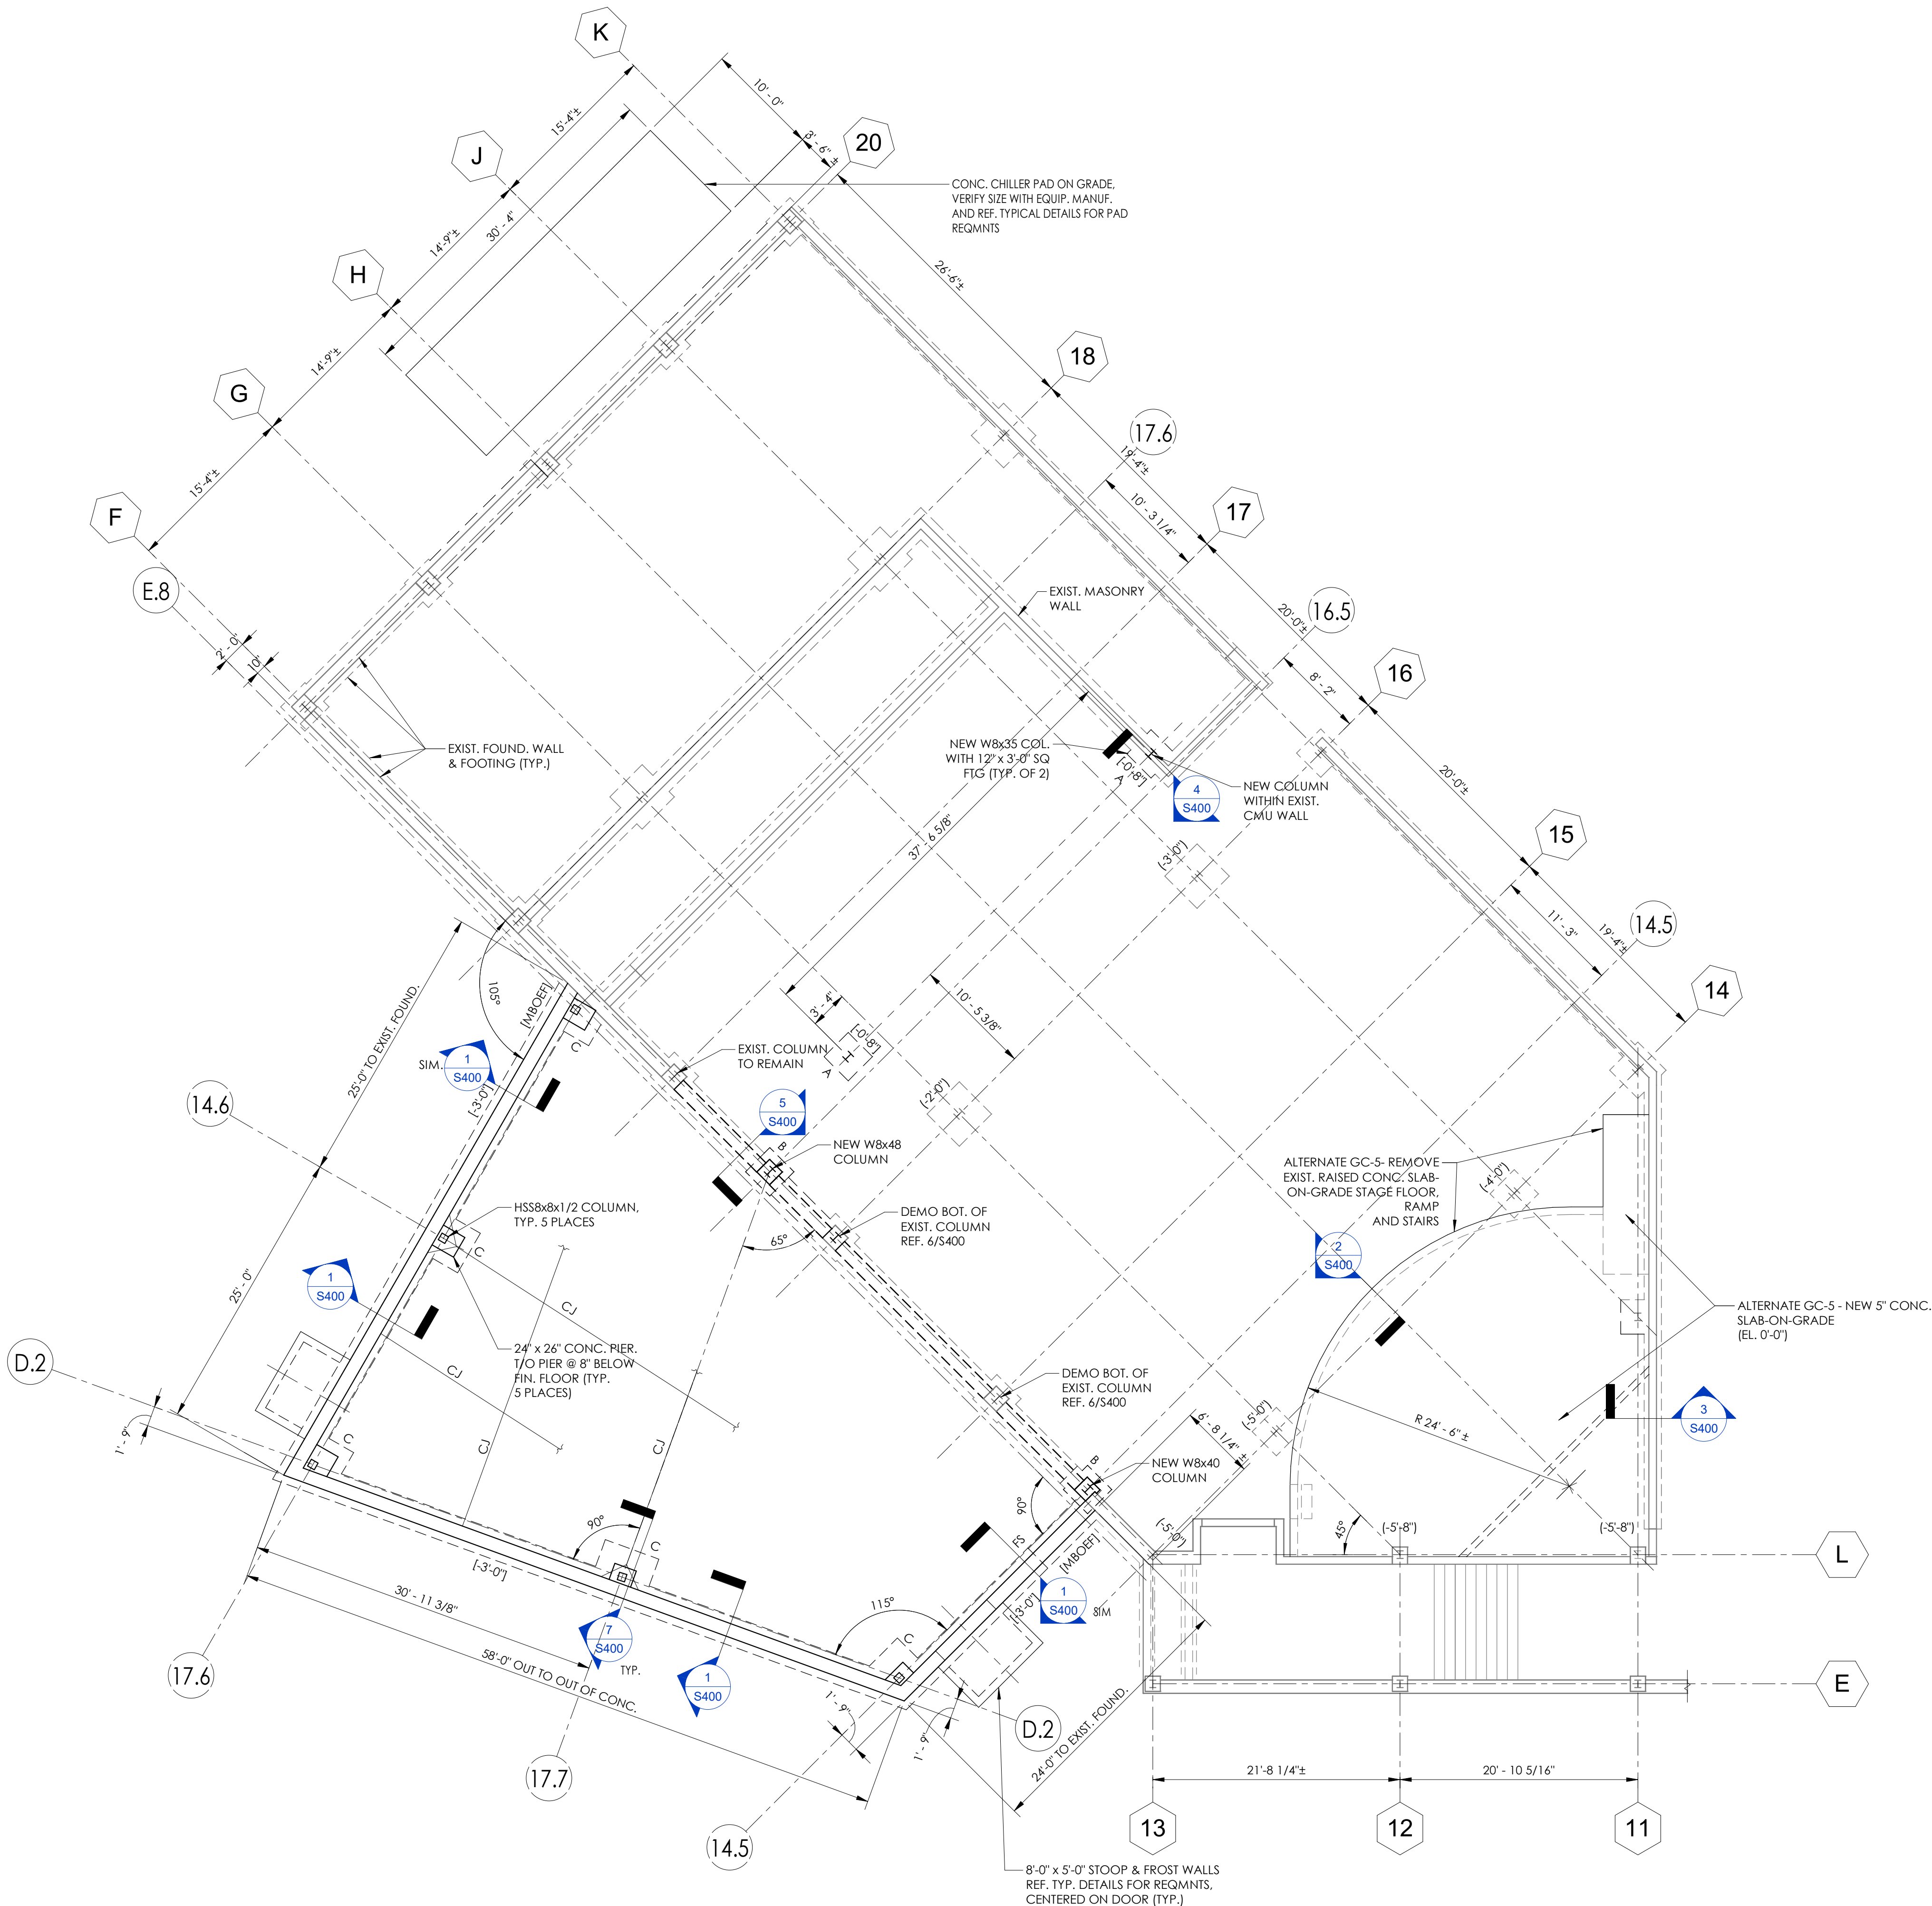 K
J
H
G
F
E.8
20
18
17.6
17
16.5
16
15
14.5
14
15'-4"±
10' - 0"
3' - 6" ±
14'-9"±
30' - 4"
14'-9"±
15'-4"±
2' - 0"
10"
CONC. CHILLER PAD ON GRADE,
VERIFY SIZE WITH EQUIP. MANUF.
AND REF. TYPICAL DETAILS FOR PAD
REQMNTS
26'-6"±
19'-4"±
10' - 3 1/4"
20'-0"±
8' - 2"
20'-0"±
11' - 3"
19'-4"±
EXIST. MASONRY
WALL
EXIST. FOUND. WALL
& FOOTING (TYP.)
NEW W8x35 COL.
WITH 12" x 3'-0" SQ
FTG (TYP. OF 2)
[-0'-8"]
A
4
S400
NEW COLUMN
WITHIN EXIST.
CMU WALL
37' - 6 5/8"
(-3'-0")
3' - 4"
[-0'-8"]
A
10' - 5 3/8"
(-2'-0")
EXIST. COLUMN
TO REMAIN
5
S400
B
NEW W8x48
COLUMN
DEMO BOT. OF
EXIST. COLUMN
REF. 6/S400
65°
105°
[MBOEF]
C
25'-0" TO EXIST. FOUND.
SIM.
1
S400
[-3'-0"]
14.6
HSS8x8x1/2 COLUMN,
TYP. 5 PLACES
C
25' - 0"
1
S400
CJ
24" x 26" CONC. PIER.
T/O PIER @ 8" BELOW
FIN. FLOOR (TYP.
5 PLACES)
CJ
CJ
CJ
D.2
1' - 9"
C
90°
C
[-3'-0"]
30' - 11 3/8"
58'-0" OUT TO OUT OF CONC.
17.6
17.7
7
S400
TYP.
1
S400
115°
C
1' - 9"
1' - 9"
14.5
D.2
90°
FS
[MBOEF]
[-3'-0"]
1
S400
SIM
24'-0" TO EXIST. FOUND.
8'-0" x 5'-0" STOOP & FROST WALLS
REF. TYP. DETAILS FOR REQMNTS,
CENTERED ON DOOR (TYP.)
DEMO BOT. OF
EXIST. COLUMN
REF. 6/S400
B
NEW W8x40
COLUMN
6' - 8 1/4" ±
(-5'-0")
(-5'-0")
ALTERNATE GC-5- REMOVE
EXIST. RAISED CONC. SLAB-
ON-GRADE STAGE FLOOR,
RAMP
AND STAIRS
(-4'-0")
2
S400
ALTERNATE GC-5 - NEW 5" CONC.
SLAB-ON-GRADE
(EL. 0'-0")
R 24' - 6" ±
3
S400
45°
(-5'-8")
(-5'-8")
L
E
21'-8 1/4"±
20' - 10 5/16"
13
12
11